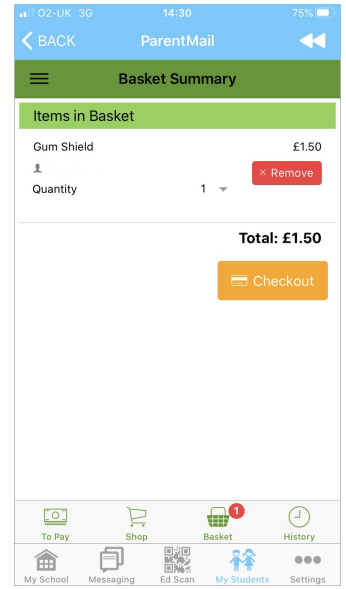 O2-UK 3G 14:30 75%
BACK ParentMail
Basket Summary
Items in Basket
Gum Shield £1.50
× Remove
Quantity 1
Total: £1.50
Checkout
1
To Pay Shop Basket History
My School Messaging Ed Scan My Students Settings